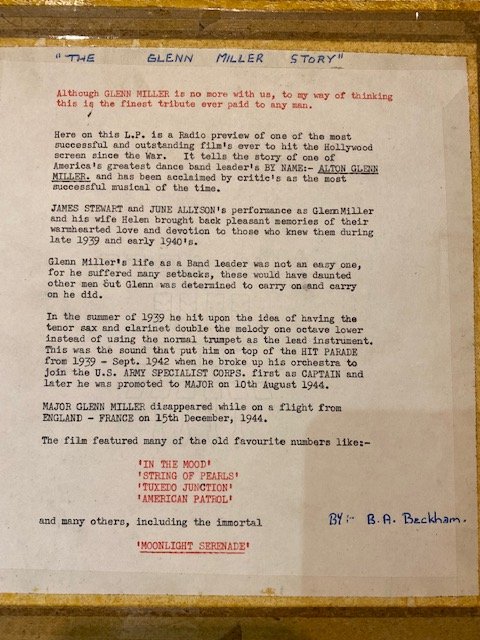 "THE GLENN MILLER STORY"
Although GLENN MILLER is no more with us, to my way of thinking
this is the finest tribute ever paid to any man.
Here on this L.P. is a Radio preview of one of the most
successful and outstanding film's ever to hit the Hollywood
screen since the War. It tells the story of one of
America's greatest dance band leader's BY NAME:- ALTON GLENN
MILLER. and has been acclaimed by critic's as the most
successful musical of the time.
JAMES STEWART and JUNE ALLYSON's performance as GlennMiller
and his wife Helen brought back pleasant memories of their
warmhearted love and devotion to those who knew them during
late 1939 and early 1940's.
Glenn Miller's life as a Band leader was not an easy one,
for he suffered many setbacks, these would have daunted
other men but Glenn was determined to carry on and carry
on he did.
In the summer of 1939 he hit upon the idea of having the
tenor sax and clarinet double the melody one octave lower
instead of using the normal trumpet as the lead instrument.
This was the sound that put him on top of the HIT PARADE
from 1939 - Sept. 1942 when he broke up his orchestra to
join the U.S. ARMY SPECIALIST CORPS. first as CAPTAIN and
later he was promoted to MAJOR on 10th August 1944.
MAJOR GLENN MILLER disappeared while on a flight from
ENGLAND - FRANCE on 15th December, 1944.
The film featured many of the old favourite numbers like:-
'IN THE MOOD'
'STRING OF PEARLS'
'TUXEDO JUNCTION'
'AMERICAN PATROL'
and many others, including the immortal
BY:- B.A. Beckham.
'MOONLIGHT SERENADE'